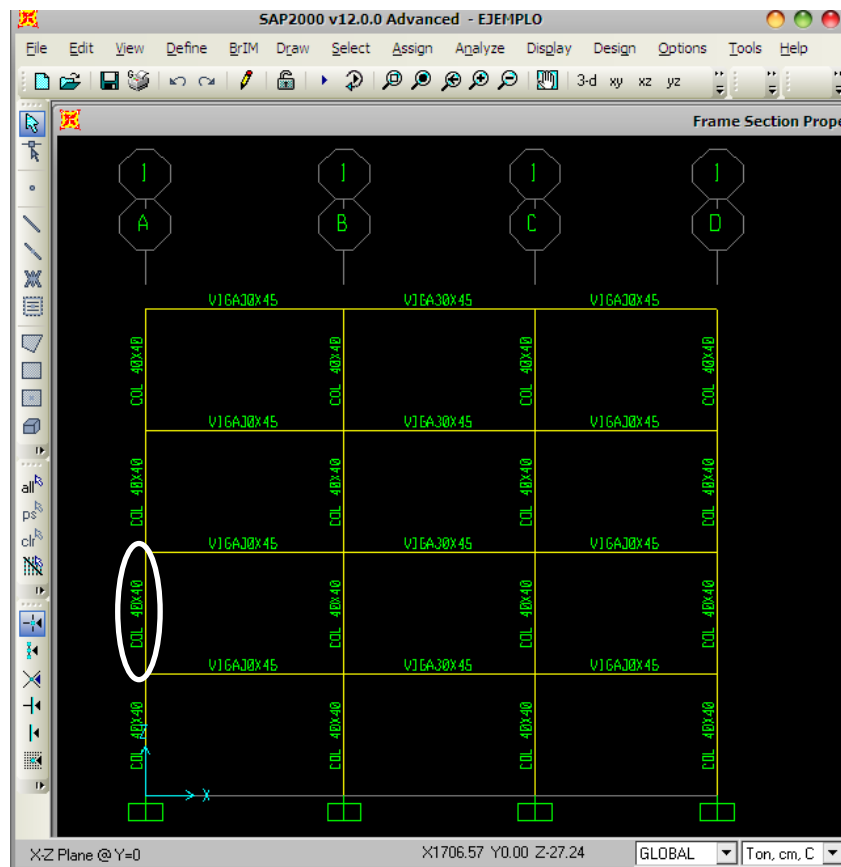 SAP2000 v12.0.0 Advanced - EJEMPLO
File Edit View Define BrIM Draw Select Assign Analyze Display Design Options Tools Help
3-d xy xz yz
Frame Section Prope
1 1 1 1
A B C D
VIGA30X45 VIGA30X45 VIGA30X45
COL 40X40 COL 40X40 COL 40X40 COL 40X40
VIGA30X45 VIGA30X45 VIGA30X45
COL 40X40 COL 40X40 COL 40X40 COL 40X40
VIGA30X45 VIGA30X45 VIGA30X45
COL 40X40 COL 40X40 COL 40X40 COL 40X40
VIGA30X45 VIGA30X45 VIGA30X45
COL 40X40 COL 40X40 COL 40X40 COL 40X40
Z
X
all
ps
clr
X-Z Plane @ Y=0
X1706.57 Y0.00 Z-27.24
GLOBAL
Ton, cm, C